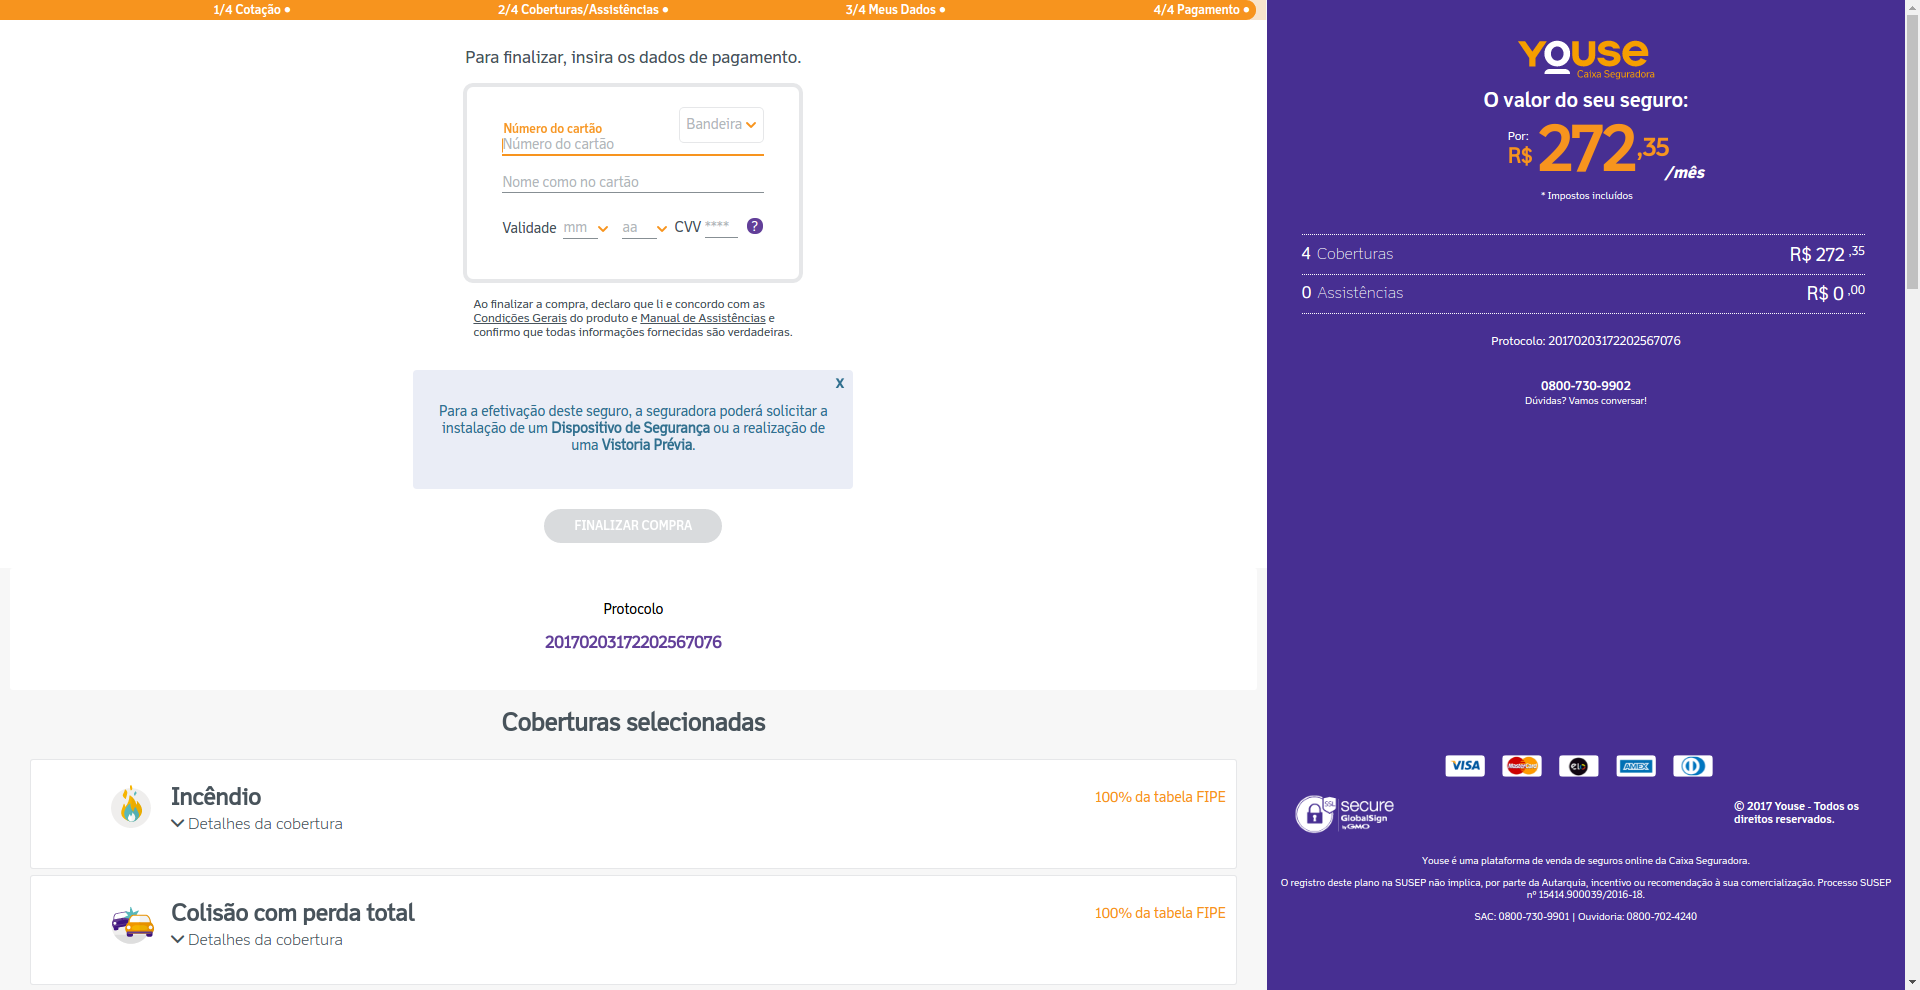 1/4 Cotação
2/4 Coberturas/Assistências
3/4 Meus Dados
4/4 Pagamento
Para finalizar, insira os dados de pagamento.
Bandeira
Número do cartão
Número do cartão
Nome como no cartão
Validade mm aa CVV **** ?
Ao finalizar a compra, declaro que li e concordo com as
Condições Gerais do produto e Manual de Assistências e
confirmo que todas informações fornecidas são verdadeiras.
X
Para a efetivação deste seguro, a seguradora poderá solicitar a
instalação de um Dispositivo de Segurança ou a realização de
uma Vistoria Prévia.
FINALIZAR COMPRA
Protocolo
20170203172202567076
Coberturas selecionadas
Incêndio
100% da tabela FIPE
Detalhes da cobertura
Colisão com perda total
100% da tabela FIPE
Detalhes da cobertura
Youse
Caixa Seguradora
O valor do seu seguro:
Por:
R$ 272,35
/mês
* Impostos incluídos
4 Coberturas R$ 272 ,35
0 Assistências R$ 0 ,00
Protocolo: 20170203172202567076
0800-730-9902
Dúvidas? Vamos conversar!
VISA MasterCard elo AMEX
SSL secure
GlobalSign
by GMO
© 2017 Youse - Todos os
direitos reservados.
Youse é uma plataforma de venda de seguros online da Caixa Seguradora.
O registro deste plano na SUSEP não implica, por parte da Autarquia, incentivo ou recomendação à sua comercialização. Processo SUSEP
nº 15414.900039/2016-18.
SAC: 0800-730-9901 | Ouvidoria: 0800-702-4240